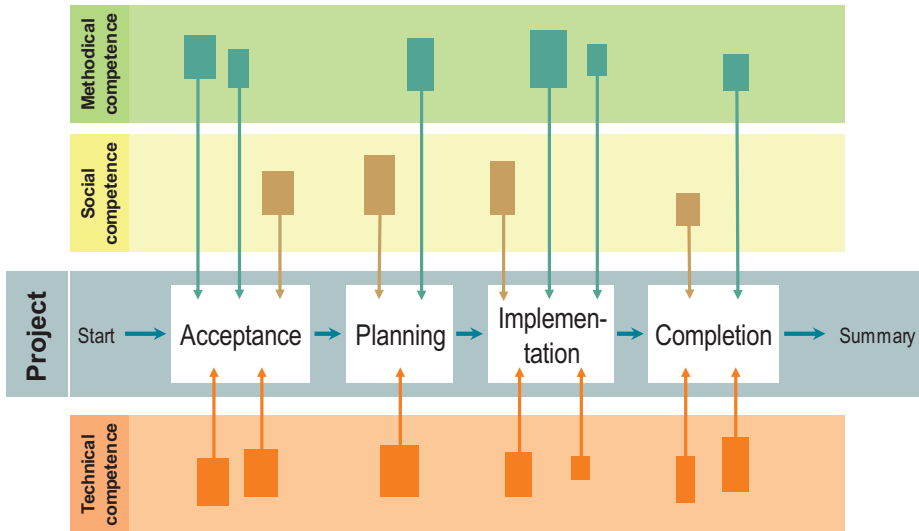 Methodical
competence
Social
competence
Project
Start
Acceptance
Planning
Implemen-
tation
Completion
Summary
Technical
competence